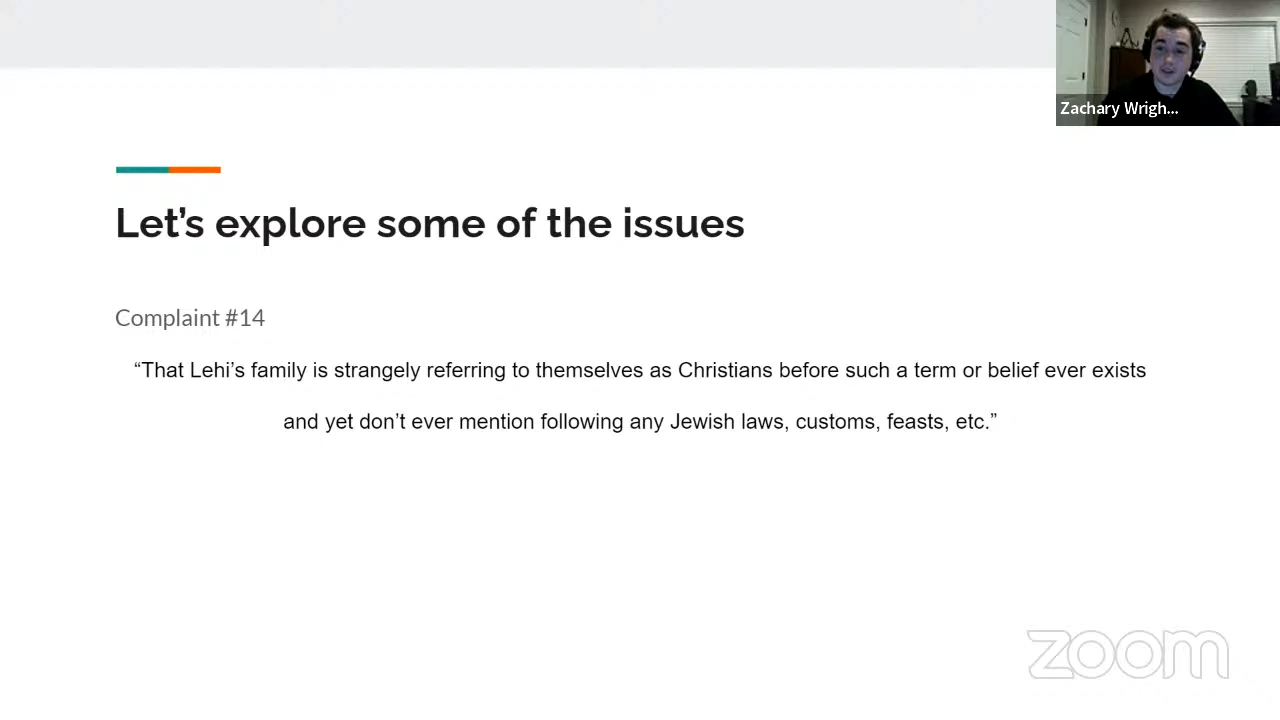 Zachary Wrigh...
Let's explore some of the issues
Complaint #14
“That Lehi’s family is strangely referring to themselves as Christians before such a term or belief ever exists
and yet don’t ever mention following any Jewish laws, customs, feasts, etc.”
zoom